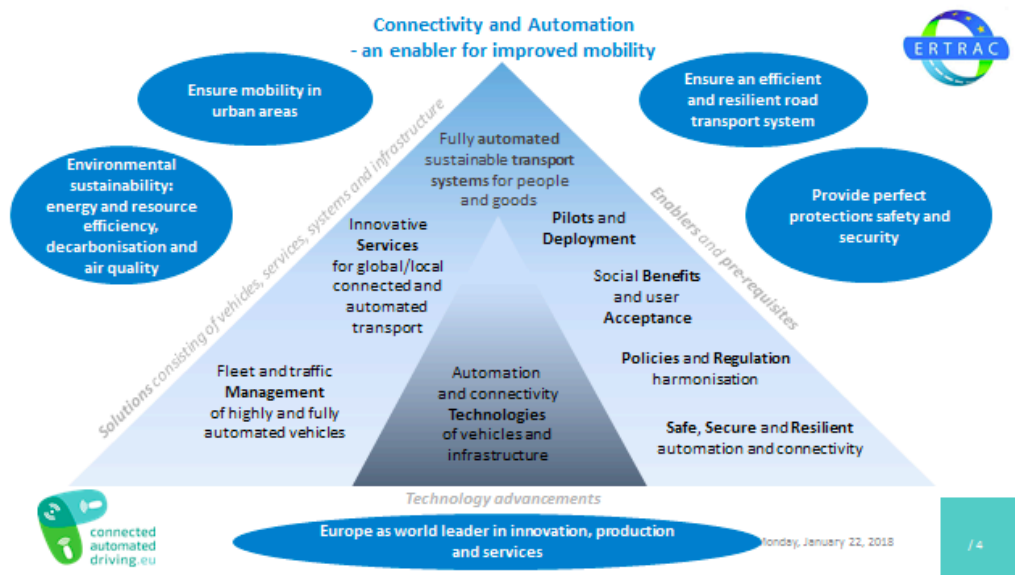 Connectivity and Automation
- an enabler for improved mobility
ERTRAC
Ensure mobility in
urban areas
Ensure an efficient
and resilient road
transport system
Environmental
sustainability:
energy and resource
efficiency,
decarbonisation and
air quality
Provide perfect
protection: safety and
security
Solutions consisting of vehicles, services, systems and infrastructure
Enablers and pre-requisites
Fully automated
sustainable transport
systems for people
and goods
Innovative
Services
for global/local
connected and
automated
transport
Pilots and
Deployment
Social Benefits
and user
Acceptance
Fleet and traffic
Management
of highly and fully
automated vehicles
Automation
and connectivity
Technologies
of vehicles and
infrastructure
Policies and Regulation
harmonisation
Safe, Secure and Resilient
automation and connectivity
Technology advancements
Europe as world leader in innovation, production
and services
connected
automated
driving.eu
Monday, January 22, 2018
/ 4